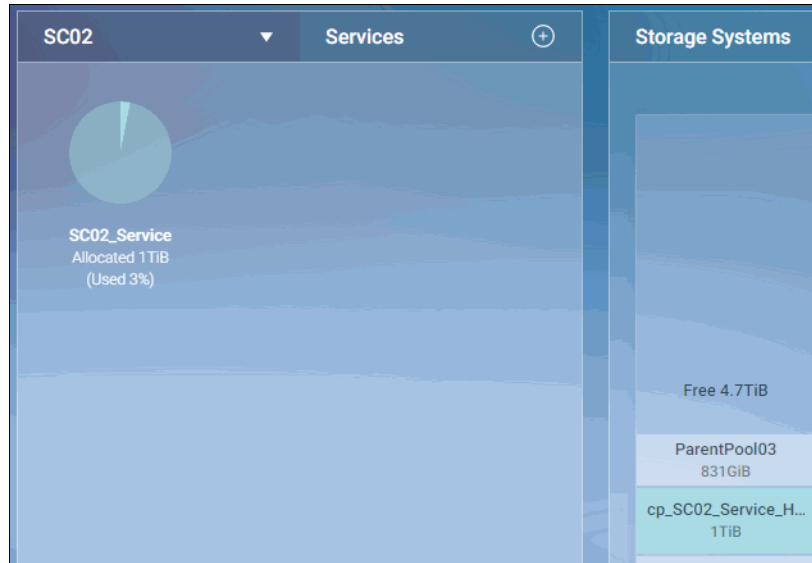 SC02
Services
Storage Systems
SC02_Service
Allocated 1TiB
(Used 3%)
Free 4.7TiB
ParentPool03
831GiB
cp_SC02_Service_H...
1TiB